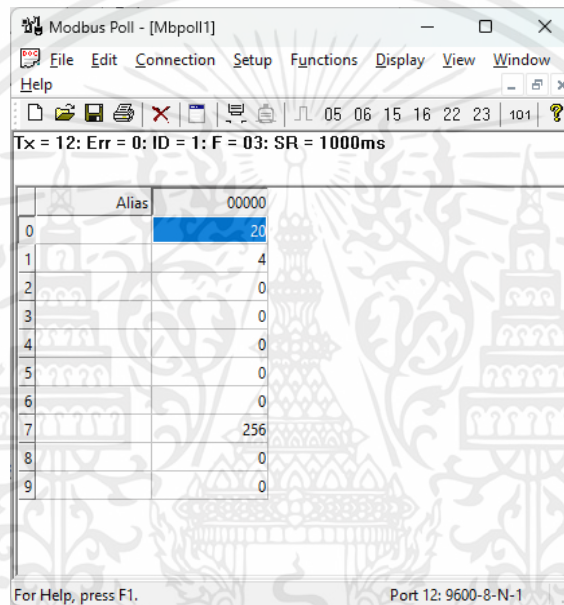 Modbus Poll - [Mbpoll1]
File Edit Connection Setup Functions Display View Window
Help
05 06 15 16 22 23 101
Tx = 12: Err = 0: ID = 1: F = 03: SR = 1000ms
Alias 00000
0 20
1 4
2 0
3 0
4 0
5 0
6 0
7 256
8 0
9 0
For Help, press F1. Port 12: 9600-8-N-1